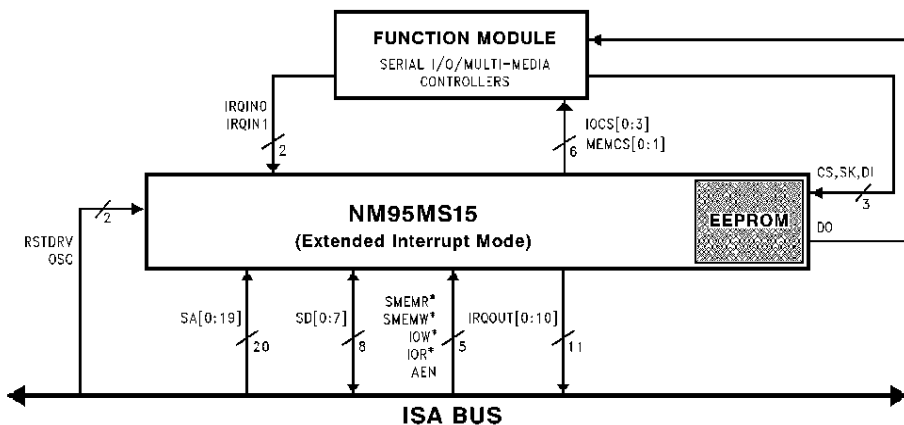 FUNCTION MODULE
SERIAL I/O/MULTI-MEDIA
CONTROLLERS
IRQIN0
IRQIN1
2
IOCS[0:3]
MEMCS[0:1]
6
CS,SK,DI
3
NM95MS15
(Extended Interrupt Mode)
EEPROM
DO
2
RSTDRV
OSC
SA[0:19]
20
SD[0:7]
8
SMEMR*
SMEMW*
IOW*
IOR*
AEN
5
IRQOUT[0:10]
11
ISA BUS